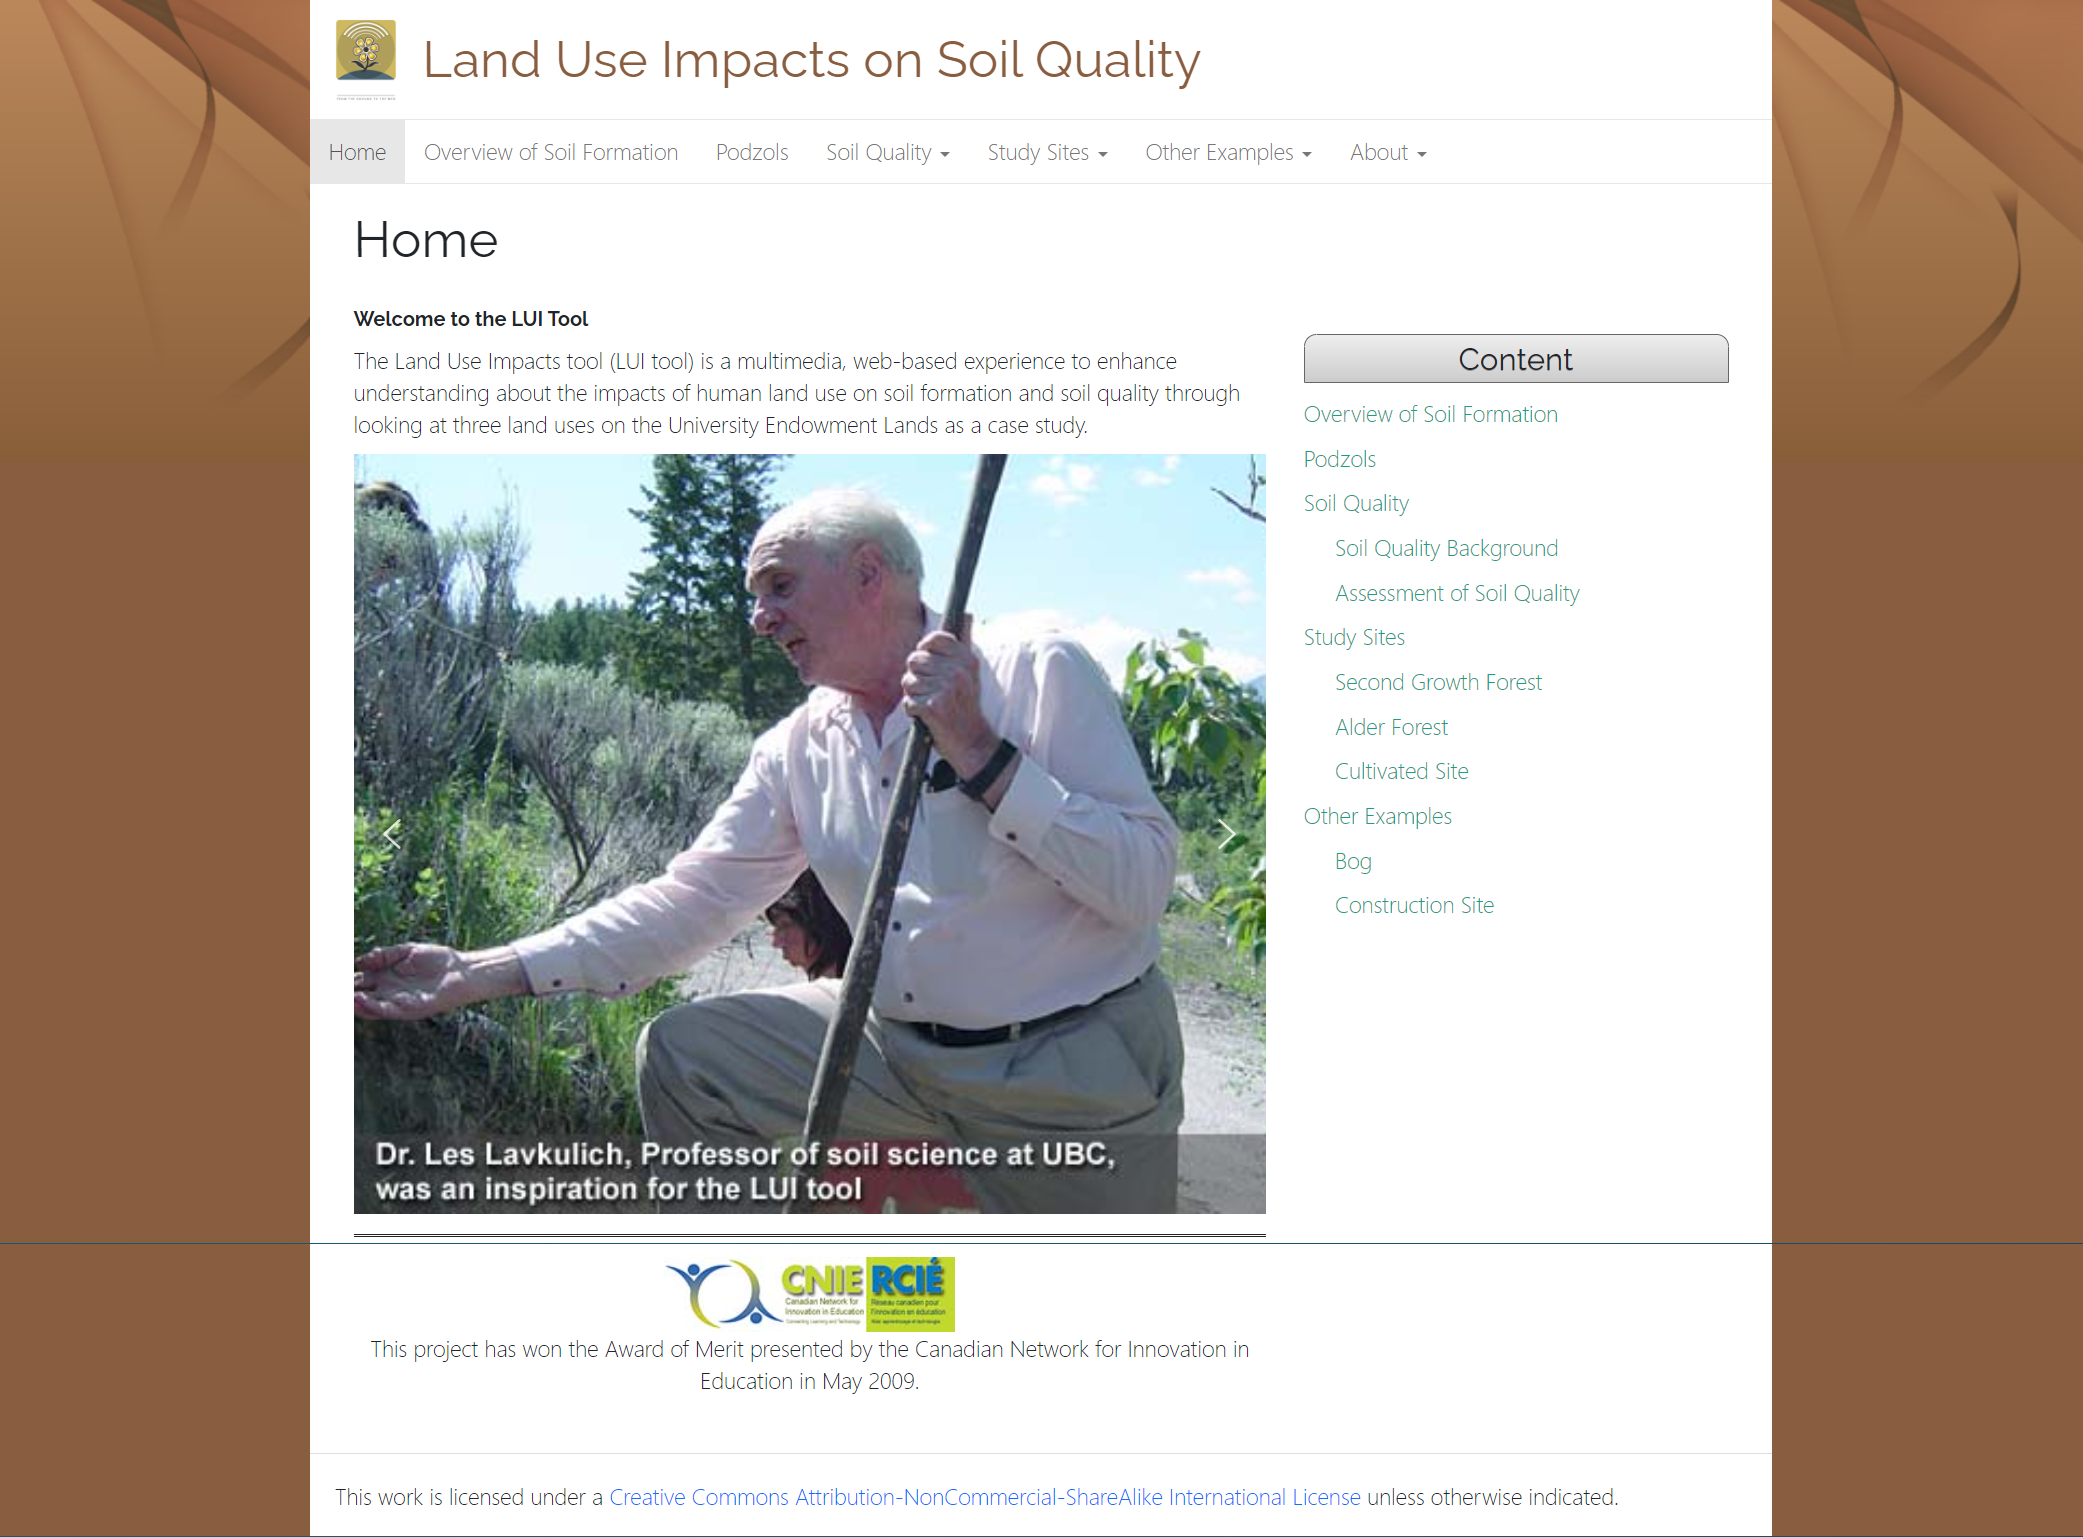 Land Use Impacts on Soil Quality
Home
Overview of Soil Formation
Podzols
Soil Quality
Study Sites
Other Examples
About
Home
Welcome to the LUI Tool
The Land Use Impacts tool (LUI tool) is a multimedia, web-based experience to enhance
understanding about the impacts of human land use on soil formation and soil quality through
looking at three land uses on the University Endowment Lands as a case study.
Dr. Les Lavkulich, Professor of soil science at UBC,
was an inspiration for the LUI tool
Content
Overview of Soil Formation
Podzols
Soil Quality
Soil Quality Background
Assessment of Soil Quality
Study Sites
Second Growth Forest
Alder Forest
Cultivated Site
Other Examples
Bog
Construction Site
CNIE RCIÉ
Canadian Network for
Innovation in Education
Réseau canadien pour
l'innovation en éducation
This project has won the Award of Merit presented by the Canadian Network for Innovation in
Education in May 2009.
This work is licensed under a Creative Commons Attribution-NonCommercial-ShareAlike International License unless otherwise indicated.